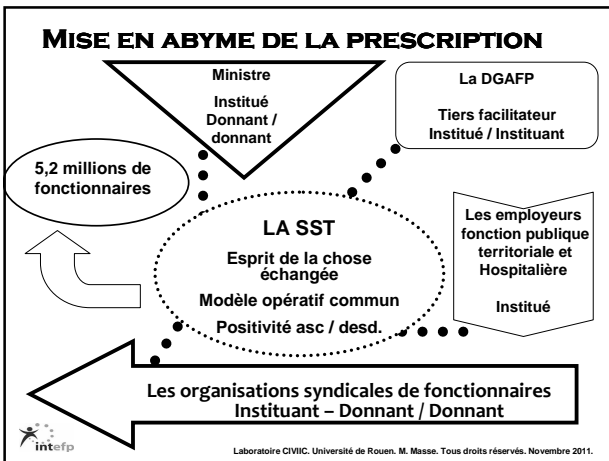 MISE EN ABYME DE LA PRESCRIPTION
Ministre
Institué
Donnant /
donnant
La DGAFP
Tiers facilitateur
Institué / Instituant
5,2 millions de
fonctionnaires
LA SST
Esprit de la chose
échangée
Modèle opératif commun
Positivité asc / desd.
Les employeurs
fonction publique
territoriale et
Hospitalière
Institué
Les organisations syndicales de fonctionnaires
Instituant – Donnant / Donnant
intefp
Laboratoire CIVIIC. Université de Rouen. M. Masse. Tous droits réservés. Novembre 2011.